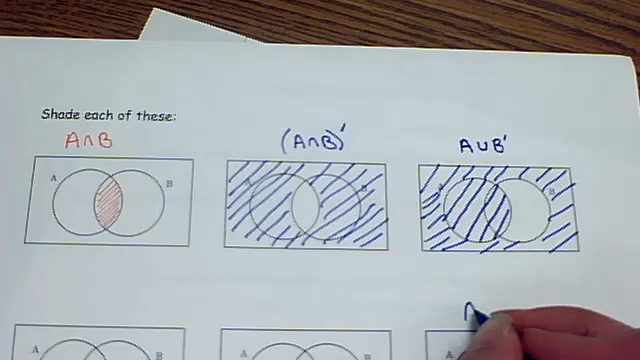 Shade each of these:
A∩B
(A∩B)'
A∪B'
A B
A B
A B
A B
A B
A